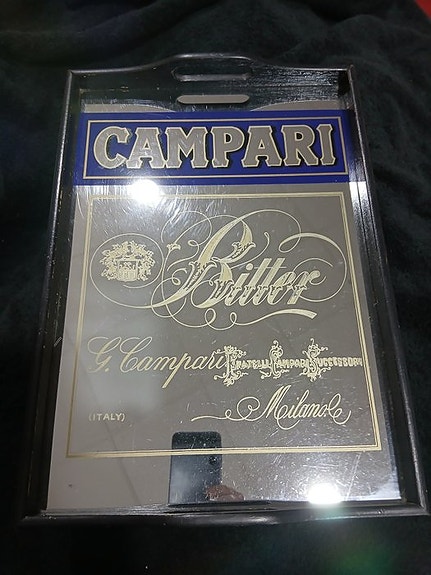 CAMPARI
Bitter
G. Campari Fratelli Campari Successori
(ITALY)
Milano